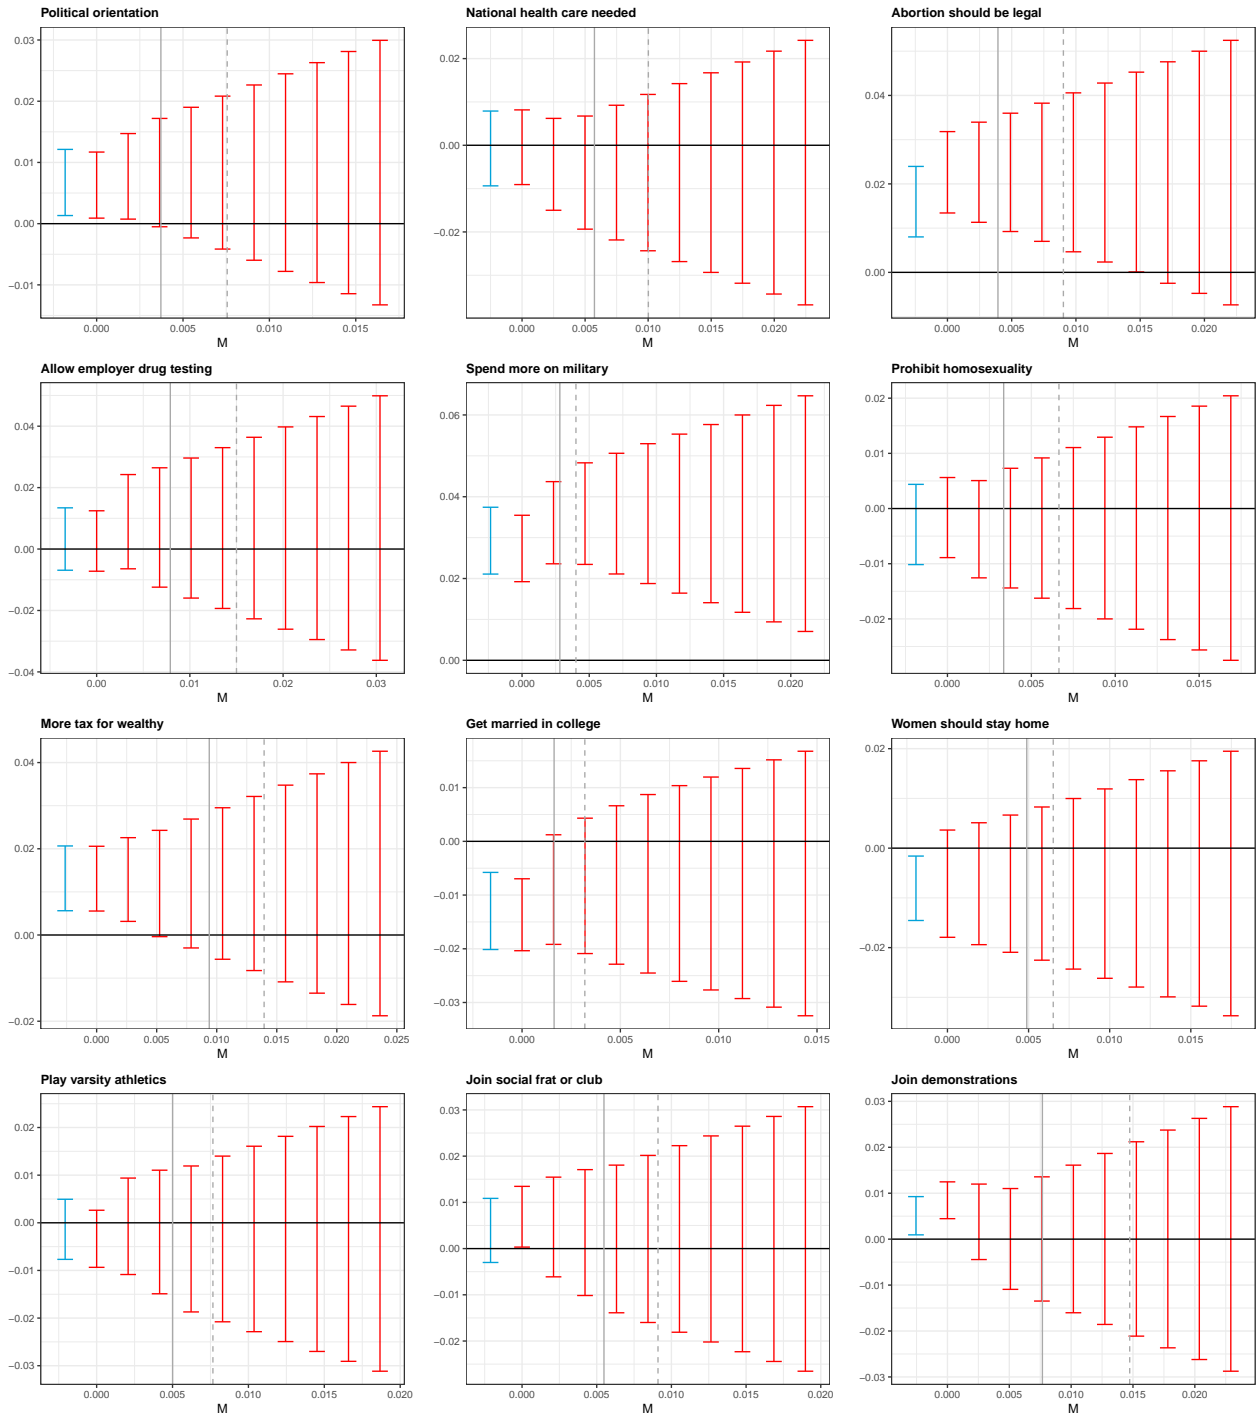 Political orientation
0.03
0.02
0.01
0.00
−0.01
0.000 0.005 0.010 0.015
M
National health care needed
0.02
0.00
−0.02
0.000 0.005 0.010 0.015 0.020
M
Abortion should be legal
0.04
0.02
0.00
0.000 0.005 0.010 0.015 0.020
M
Allow employer drug testing
0.04
0.02
0.00
−0.02
−0.04
0.00 0.01 0.02 0.03
M
Spend more on military
0.06
0.04
0.02
0.00
0.000 0.005 0.010 0.015 0.020
M
Prohibit homosexuality
0.02
0.01
0.00
−0.01
−0.02
0.000 0.005 0.010 0.015
M
More tax for wealthy
0.04
0.02
0.00
−0.02
0.000 0.005 0.010 0.015 0.020 0.025
M
Get married in college
0.01
0.00
−0.01
−0.02
−0.03
0.000 0.005 0.010 0.015
M
Women should stay home
0.02
0.00
−0.02
0.000 0.005 0.010 0.015
M
Play varsity athletics
0.02
0.01
0.00
−0.01
−0.02
−0.03
0.000 0.005 0.010 0.015 0.020
M
Join social frat or club
0.03
0.02
0.01
0.00
−0.01
−0.02
0.000 0.005 0.010 0.015 0.020
M
Join demonstrations
0.03
0.02
0.01
0.00
−0.01
−0.02
−0.03
0.000 0.005 0.010 0.015 0.020
M